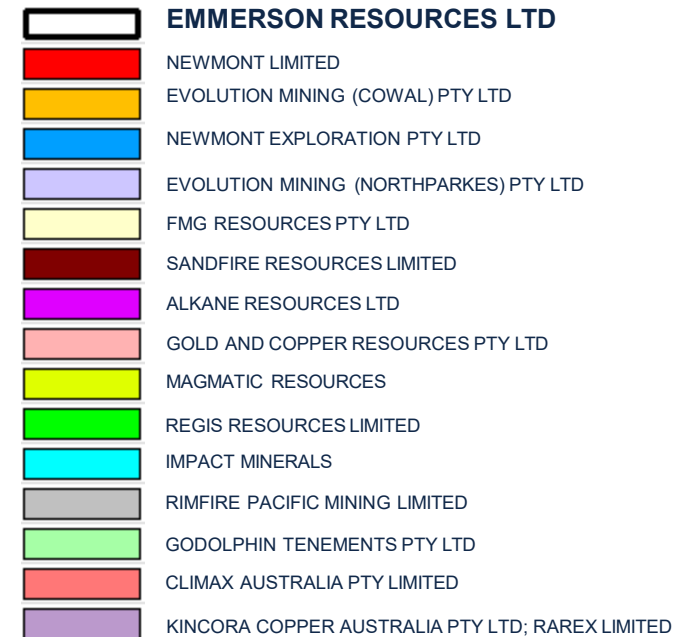 EMMERSON RESOURCES LTD
NEWMONT LIMITED
EVOLUTION MINING (COWAL) PTY LTD
NEWMONT EXPLORATION PTY LTD
EVOLUTION MINING (NORTHPARKES) PTY LTD
FMG RESOURCES PTY LTD
SANDFIRE RESOURCES LIMITED
ALKANE RESOURCES LTD
GOLD AND COPPER RESOURCES PTY LTD
MAGMATIC RESOURCES
REGIS RESOURCES LIMITED
IMPACT MINERALS
RIMFIRE PACIFIC MINING LIMITED
GODOLPHIN TENEMENTS PTY LTD
CLIMAX AUSTRALIA PTY LIMITED
KINCORA COPPER AUSTRALIA PTY LTD; RAREX LIMITED